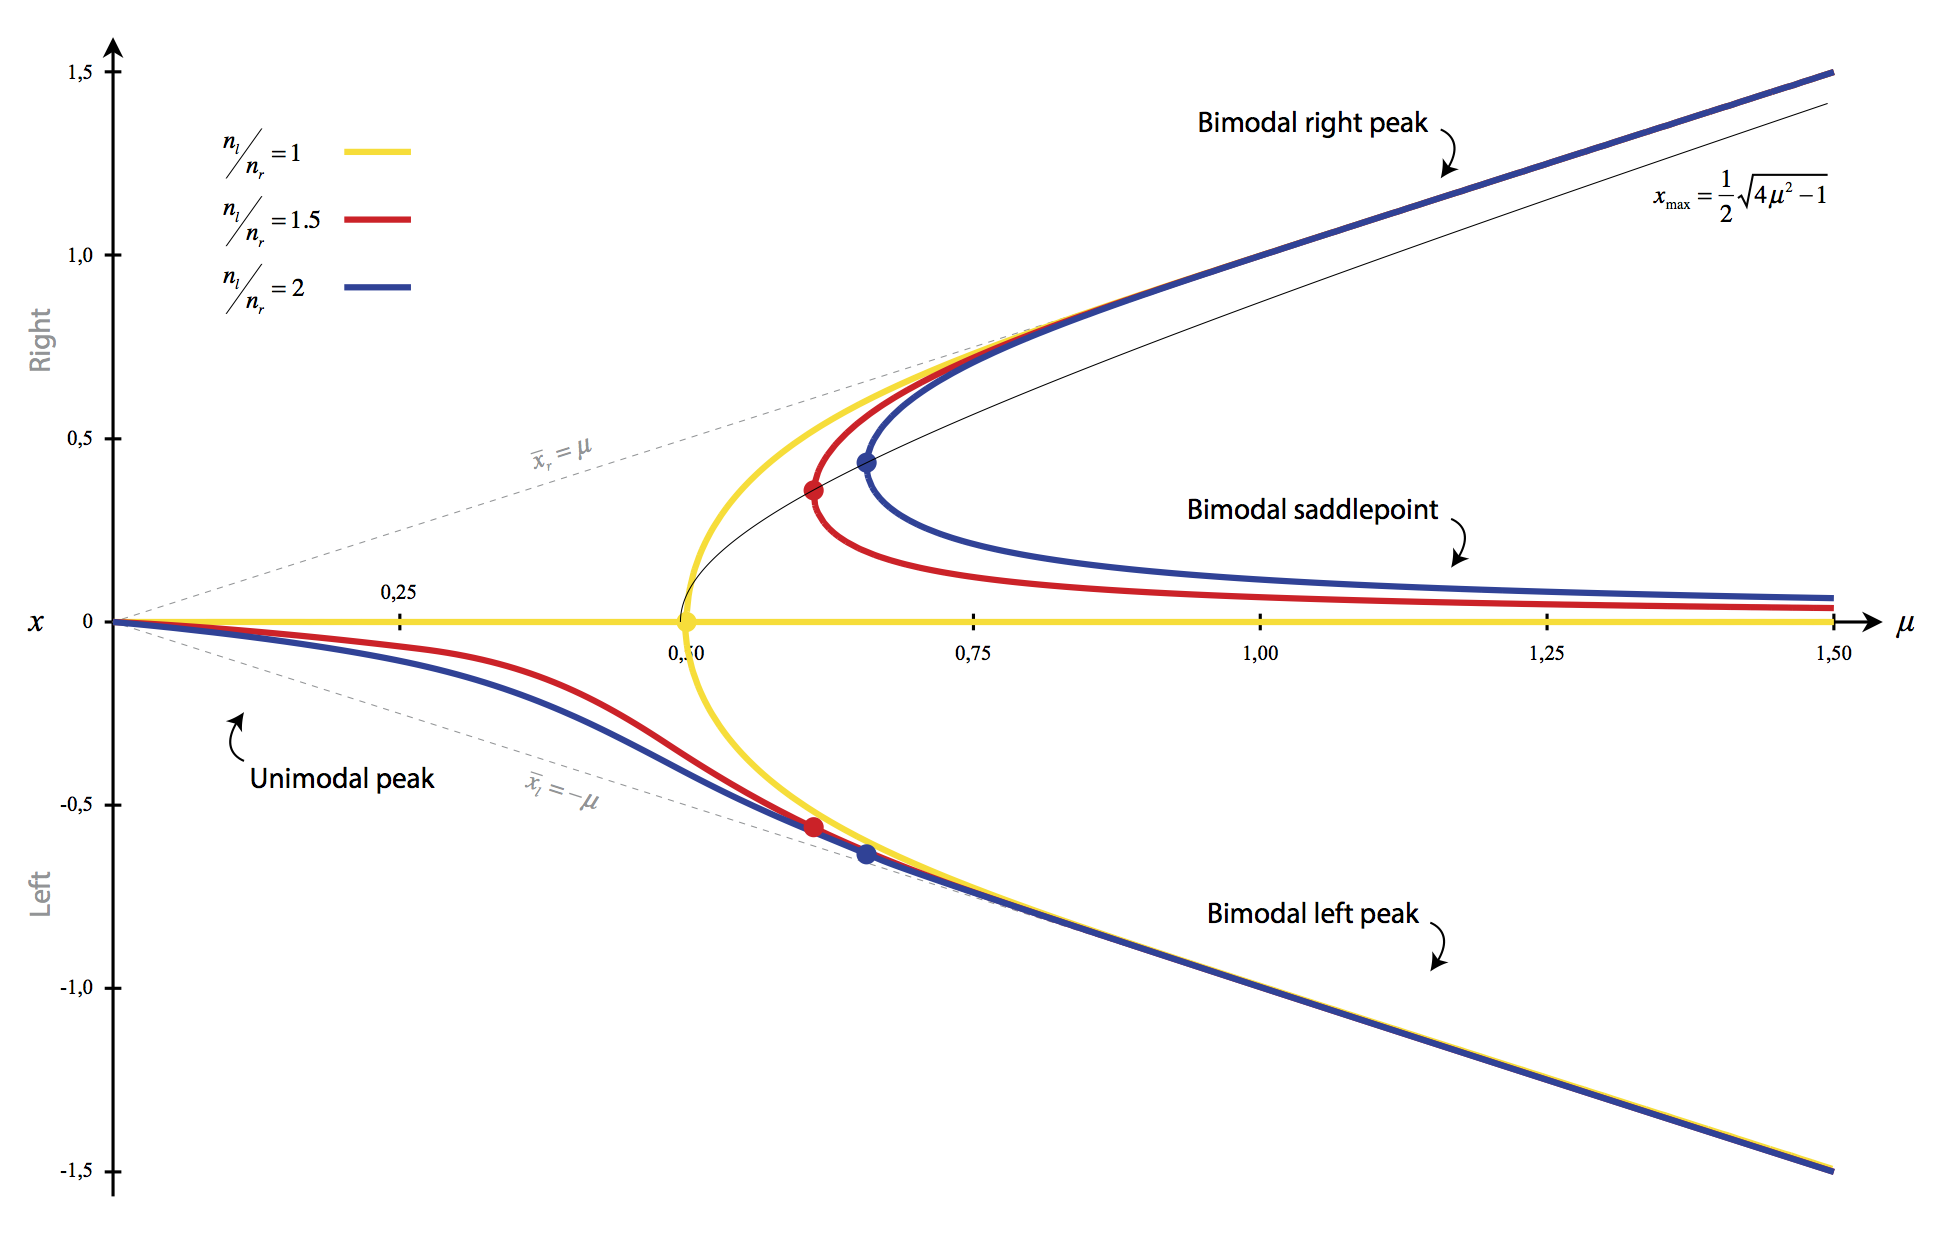 1,5
Bimodal right peak
n_l/n_r = 1
x_max = 1/2 √(4μ² − 1)
n_l/n_r = 1.5
1,0
n_l/n_r = 2
Right
0,5
x̄_r = μ
Bimodal saddlepoint
0,25
x
0
μ
0,50
0,75
1,00
1,25
1,50
Unimodal peak
x̄_l = −μ
-0,5
Left
Bimodal left peak
-1,0
-1,5